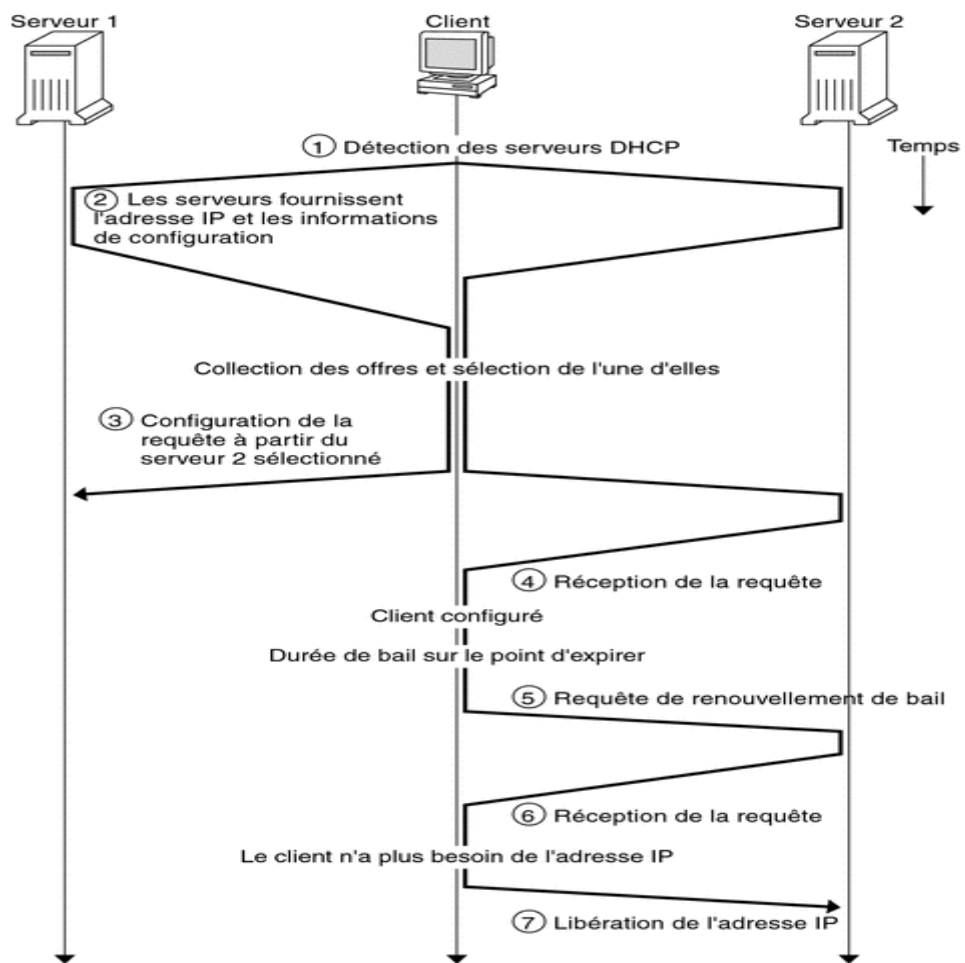 Serveur 1
Client
Serveur 2
① Détection des serveurs DHCP
Temps
② Les serveurs fournissent
l'adresse IP et les informations
de configuration
Collection des offres et sélection de l'une d'elles
③ Configuration de la
requête à partir du
serveur 2 sélectionné
④ Réception de la requête
Client configuré
Durée de bail sur le point d'expirer
⑤ Requête de renouvellement de bail
⑥ Réception de la requête
Le client n'a plus besoin de l'adresse IP
⑦ Libération de l'adresse IP